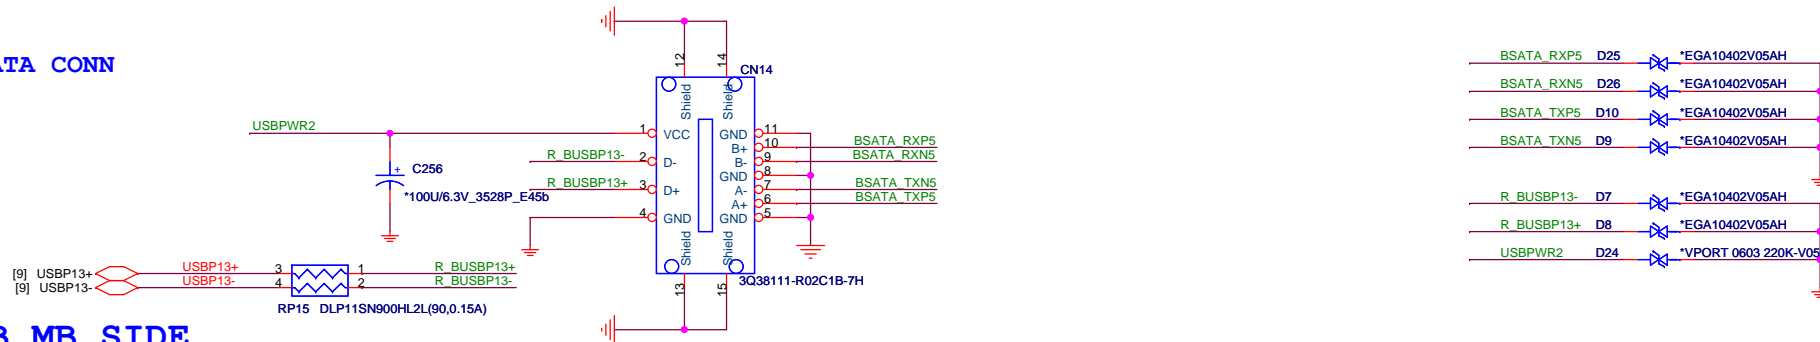 ATA CONN
USBPWR2
C256
+
*100U/6.3V_3528P_E45b
R_BUSBP13-
R_BUSBP13+
1
2
3
4
VCC
D-
D+
GND
12
14
CN14
Shield
Shield
GND
B+
B-
GND
A-
A+
GND
11
10
9
8
7
6
5
BSATA_RXP5
BSATA_RXN5
BSATA_TXN5
BSATA_TXP5
Shield
Shield
13
15
3Q38111-R02C1B-7H
[9] USBP13+
[9] USBP13-
USBP13+
USBP13-
3
4
1
2
R_BUSBP13+
R_BUSBP13-
RP15 DLP11SN900HL2L(90,0.15A)
B MB SIDE
BSATA_RXP5 D25 *EGA10402V05AH
BSATA_RXN5 D26 *EGA10402V05AH
BSATA_TXP5 D10 *EGA10402V05AH
BSATA_TXN5 D9 *EGA10402V05AH
R_BUSBP13- D7 *EGA10402V05AH
R_BUSBP13+ D8 *EGA10402V05AH
USBPWR2 D24 *VPORT 0603 220K-V05